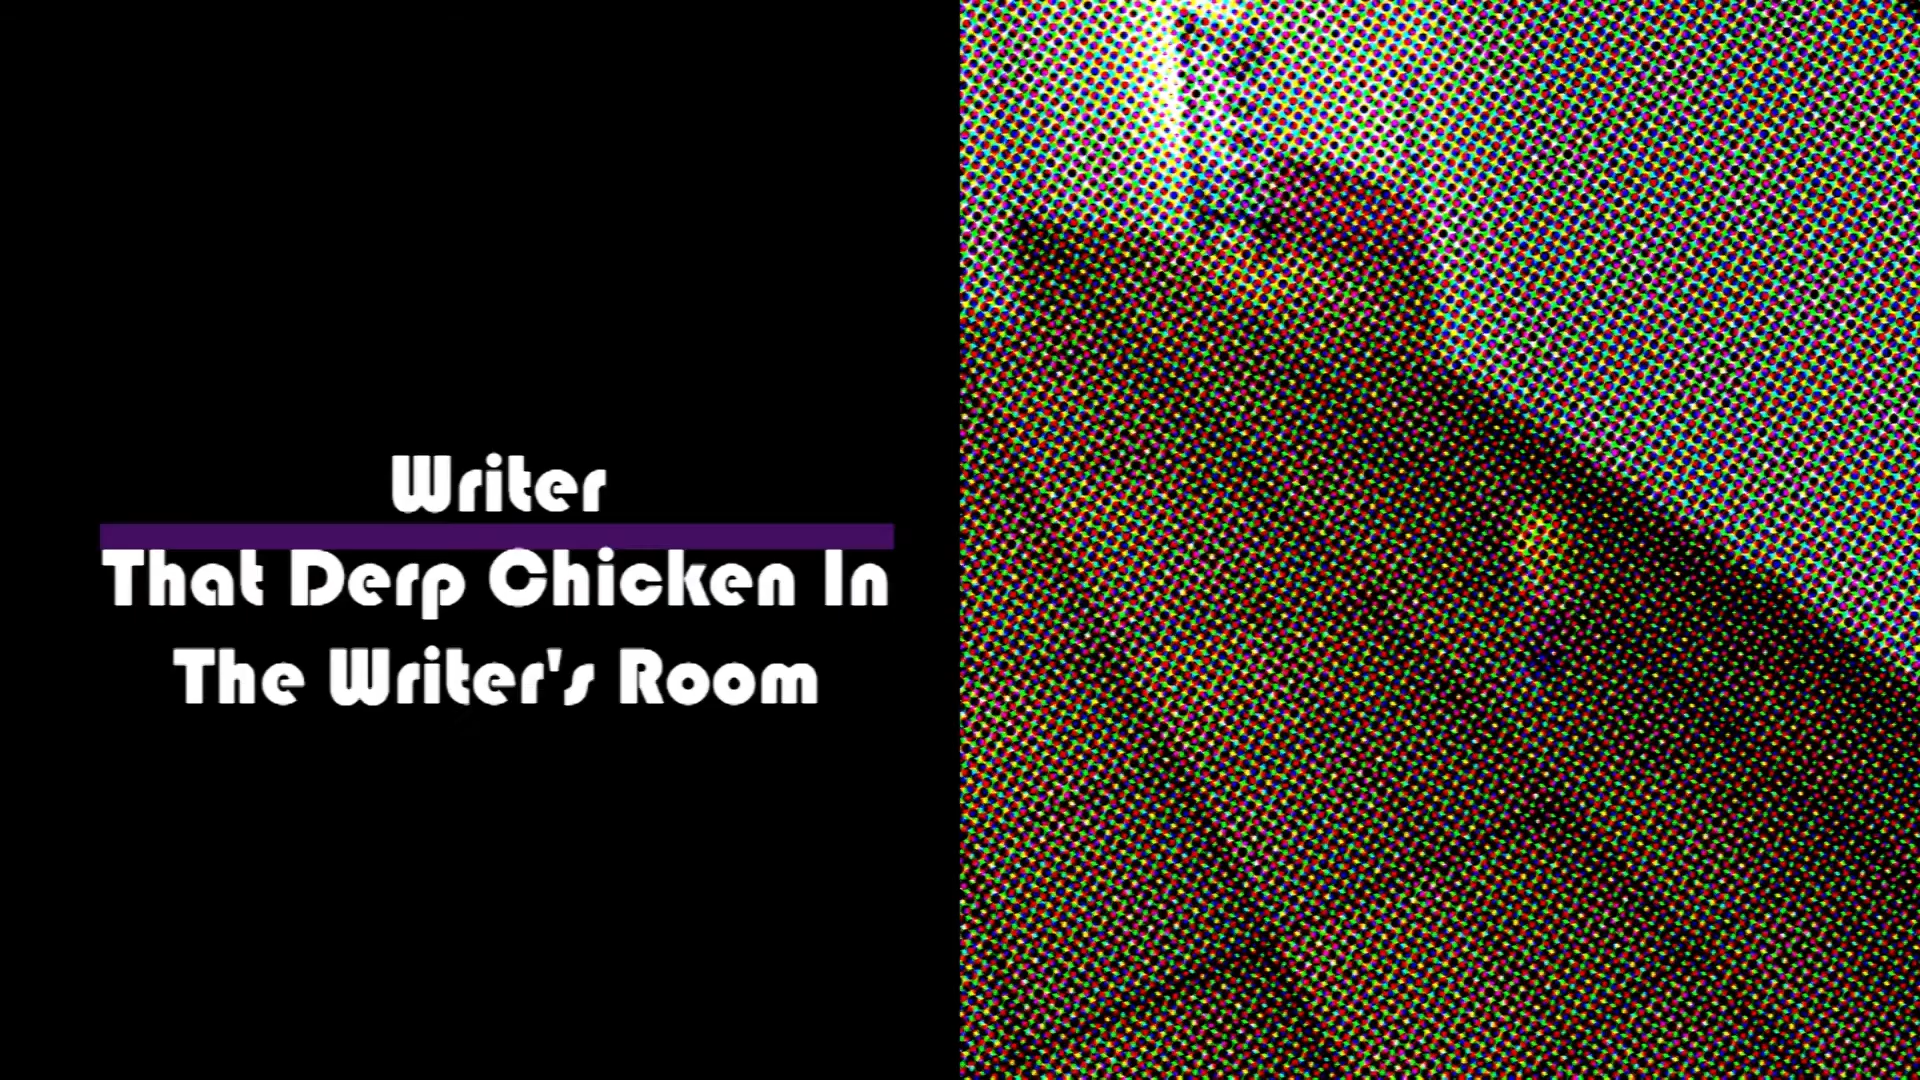 Writer
That Derp Chicken In
The Writer's Room